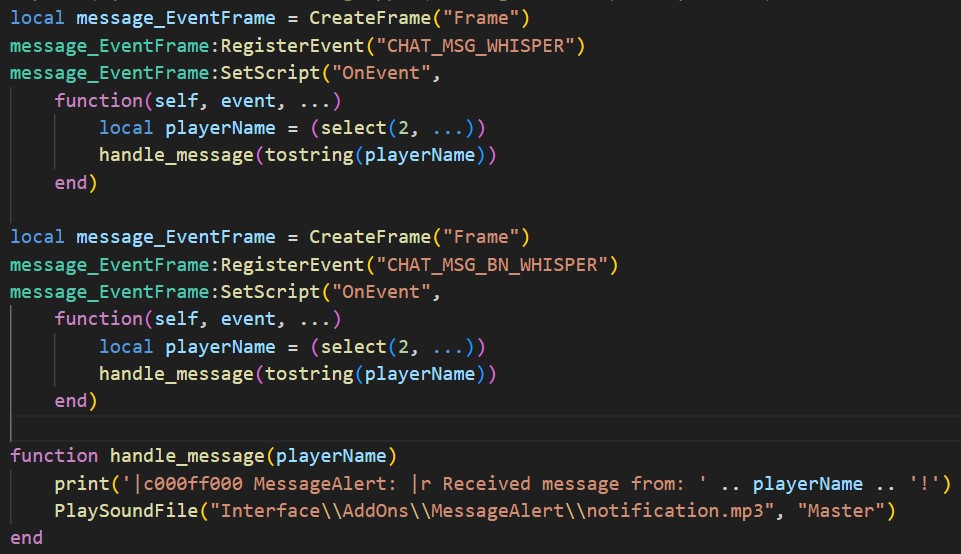 local message_EventFrame = CreateFrame("Frame")
message_EventFrame:RegisterEvent("CHAT_MSG_WHISPER")
message_EventFrame:SetScript("OnEvent",
    function(self, event, ...)
        local playerName = (select(2, ...))
        handle_message(tostring(playerName))
    end)

local message_EventFrame = CreateFrame("Frame")
message_EventFrame:RegisterEvent("CHAT_MSG_BN_WHISPER")
message_EventFrame:SetScript("OnEvent",
    function(self, event, ...)
        local playerName = (select(2, ...))
        handle_message(tostring(playerName))
    end)

function handle_message(playerName)
    print('|c000ff000 MessageAlert: |r Received message from: ' .. playerName .. '!')
    PlaySoundFile("Interface\\AddOns\\MessageAlert\\notification.mp3", "Master")
end